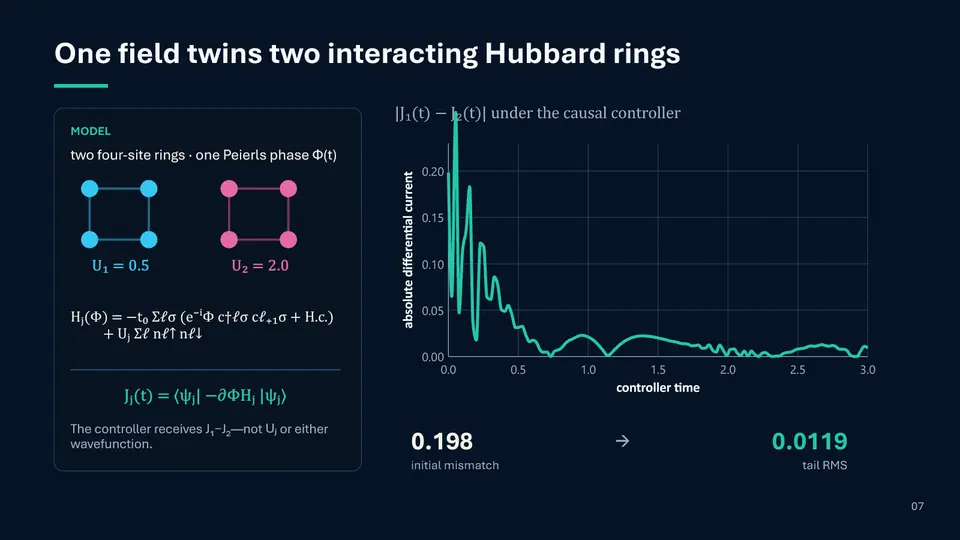 One field twins two interacting Hubbard rings
MODEL
two four-site rings · one Peierls phase Φ(t)
U₁ = 0.5
U₂ = 2.0
Hⱼ(Φ) = −t₀ Σℓσ (e⁻ⁱΦ c†ℓσ cℓ₊₁σ + H.c.)
+ Uⱼ Σℓ nℓ↑ nℓ↓
Jⱼ(t) = ⟨ψⱼ| −∂ΦHⱼ |ψⱼ⟩
The controller receives J₁−J₂—not Uⱼ or either
wavefunction.
|J₁(t) − J₂(t)| under the causal controller
absolute differential current
0.20
0.15
0.10
0.05
0.00
0.0 0.5 1.0 1.5 2.0 2.5 3.0
controller time
0.198 → 0.0119
initial mismatch tail RMS
07